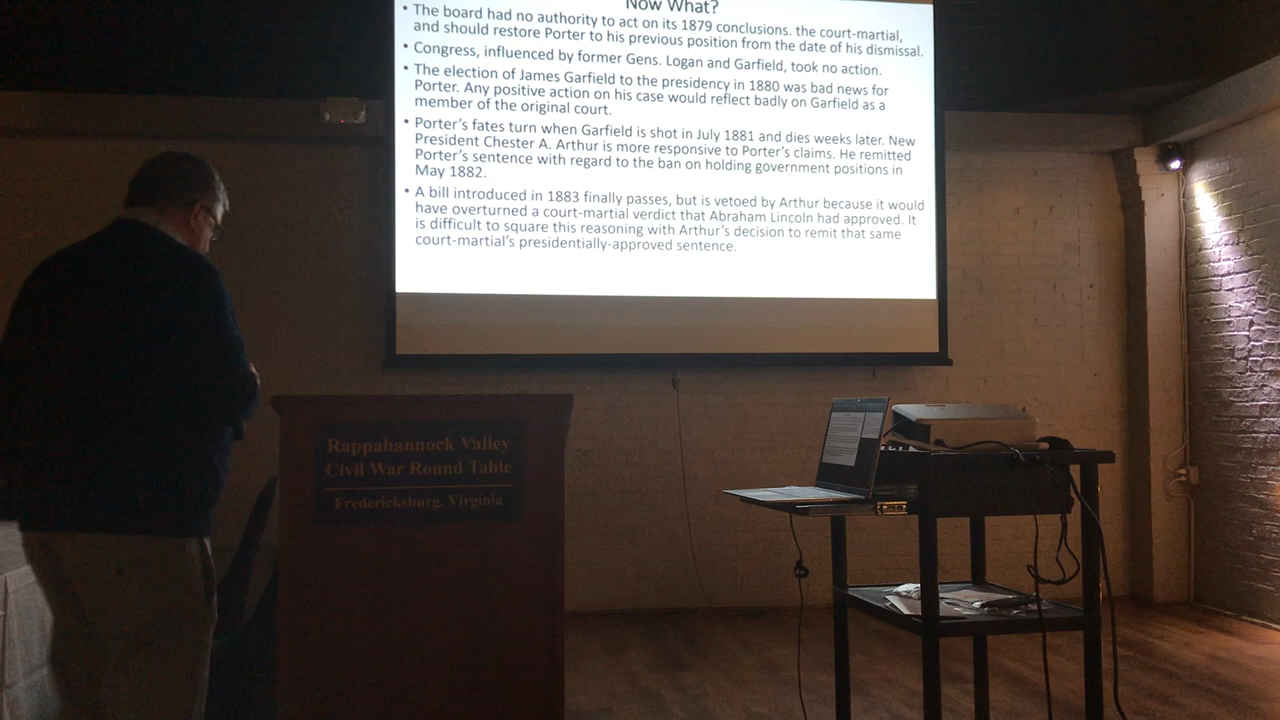 Now What?
• The board had no authority to act on its 1879 conclusions. the court-martial,
and should restore Porter to his previous position from the date of his dismissal.
• Congress, influenced by former Gens. Logan and Garfield, took no action.
• The election of James Garfield to the presidency in 1880 was bad news for
Porter. Any positive action on his case would reflect badly on Garfield as a
member of the original court.
• Porter's fates turn when Garfield is shot in July 1881 and dies weeks later. New
President Chester A. Arthur is more responsive to Porter's claims. He remitted
Porter's sentence with regard to the ban on holding government positions in
May 1882.
• A bill introduced in 1883 finally passes, but is vetoed by Arthur because it would
have overturned a court-martial verdict that Abraham Lincoln had approved. It
is difficult to square this reasoning with Arthur's decision to remit that same
court-martial's presidentially-approved sentence.
Rappahannock Valley
Civil War Round Table
Fredericksburg, Virginia